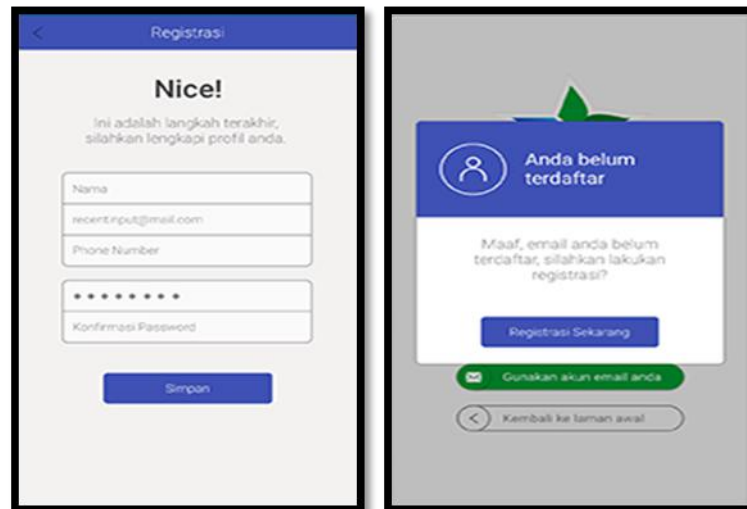 Registrasi
Nice!
Ini adalah langkah terakhir,
silahkan lengkapi profil anda.
Nama
recentinput@mail.com
Phone Number
Konfirmasi Password
Simpan
Anda belum
terdaftar
Maaf, email anda belum
terdaftar, silahkan lakukan
registrasi?
Registrasi Sekarang
Gunakan akun email anda
Kembali ke laman awal